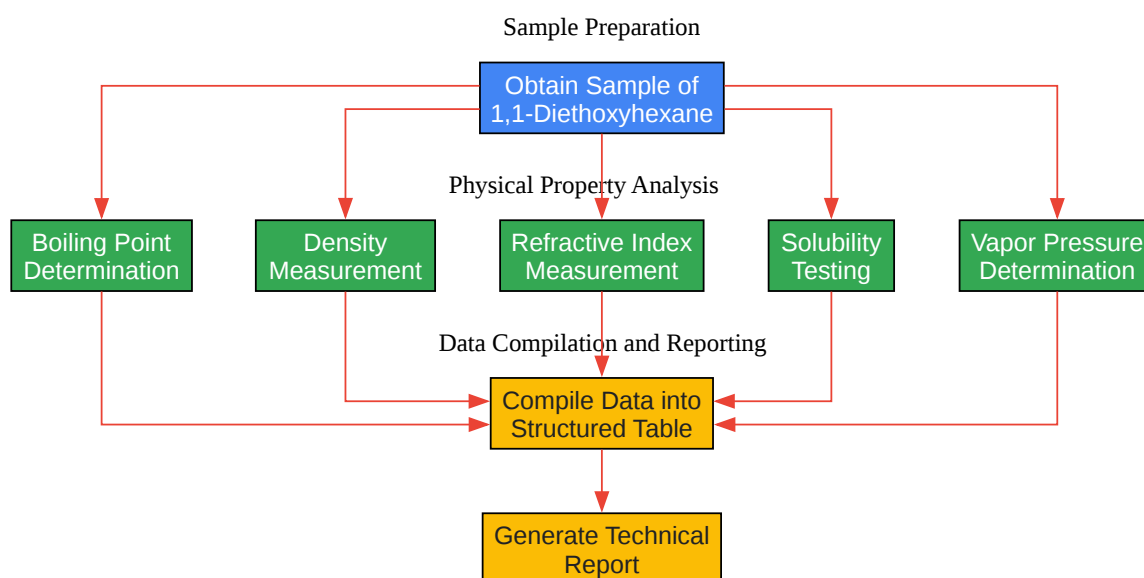 Sample Preparation
Obtain Sample of
1,1-Diethoxyhexane
Physical Property Analysis
Boiling Point
Determination
Density
Measurement
Refractive Index
Measurement
Solubility
Testing
Vapor Pressure
Determination
Data Compilation and Reporting
Compile Data into
Structured Table
Generate Technical
Report